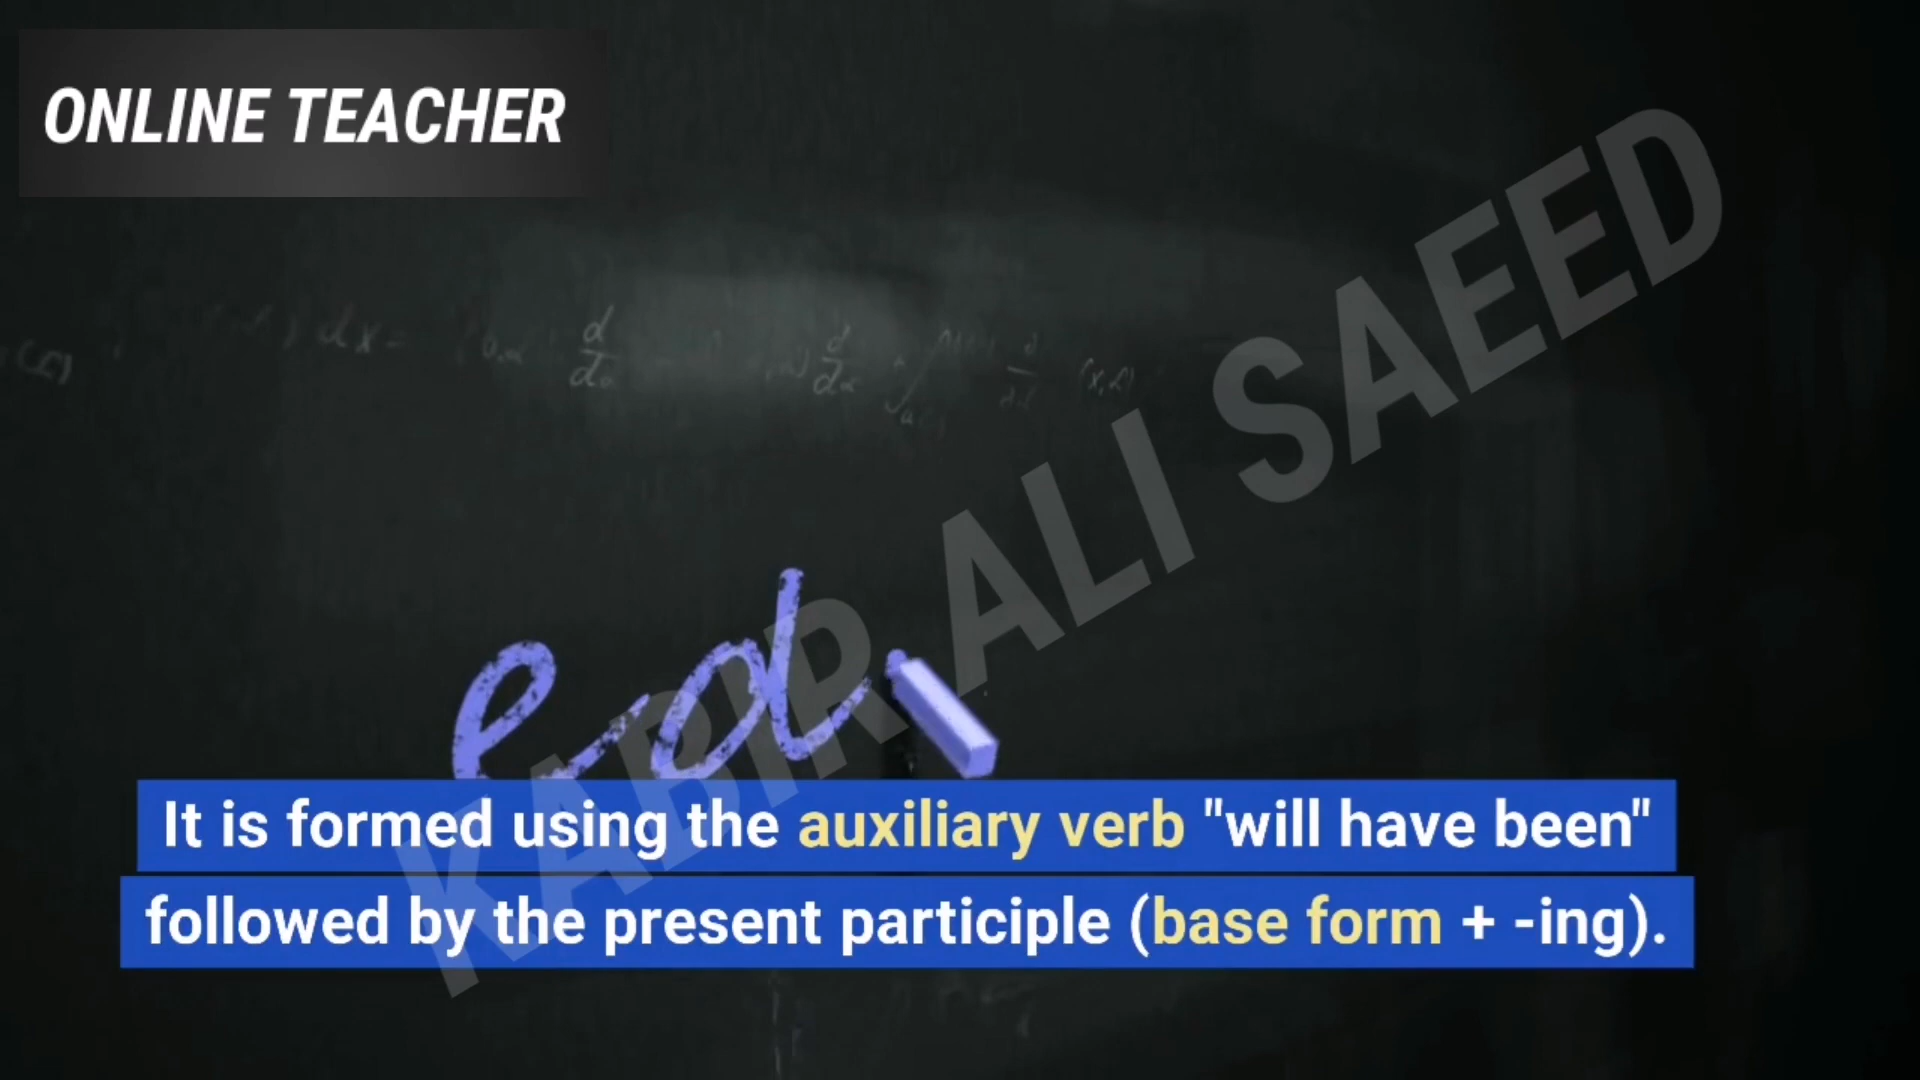 ONLINE TEACHER
KABIR ALI SAEED
It is formed using the auxiliary verb "will have been"
followed by the present participle (base form + -ing).